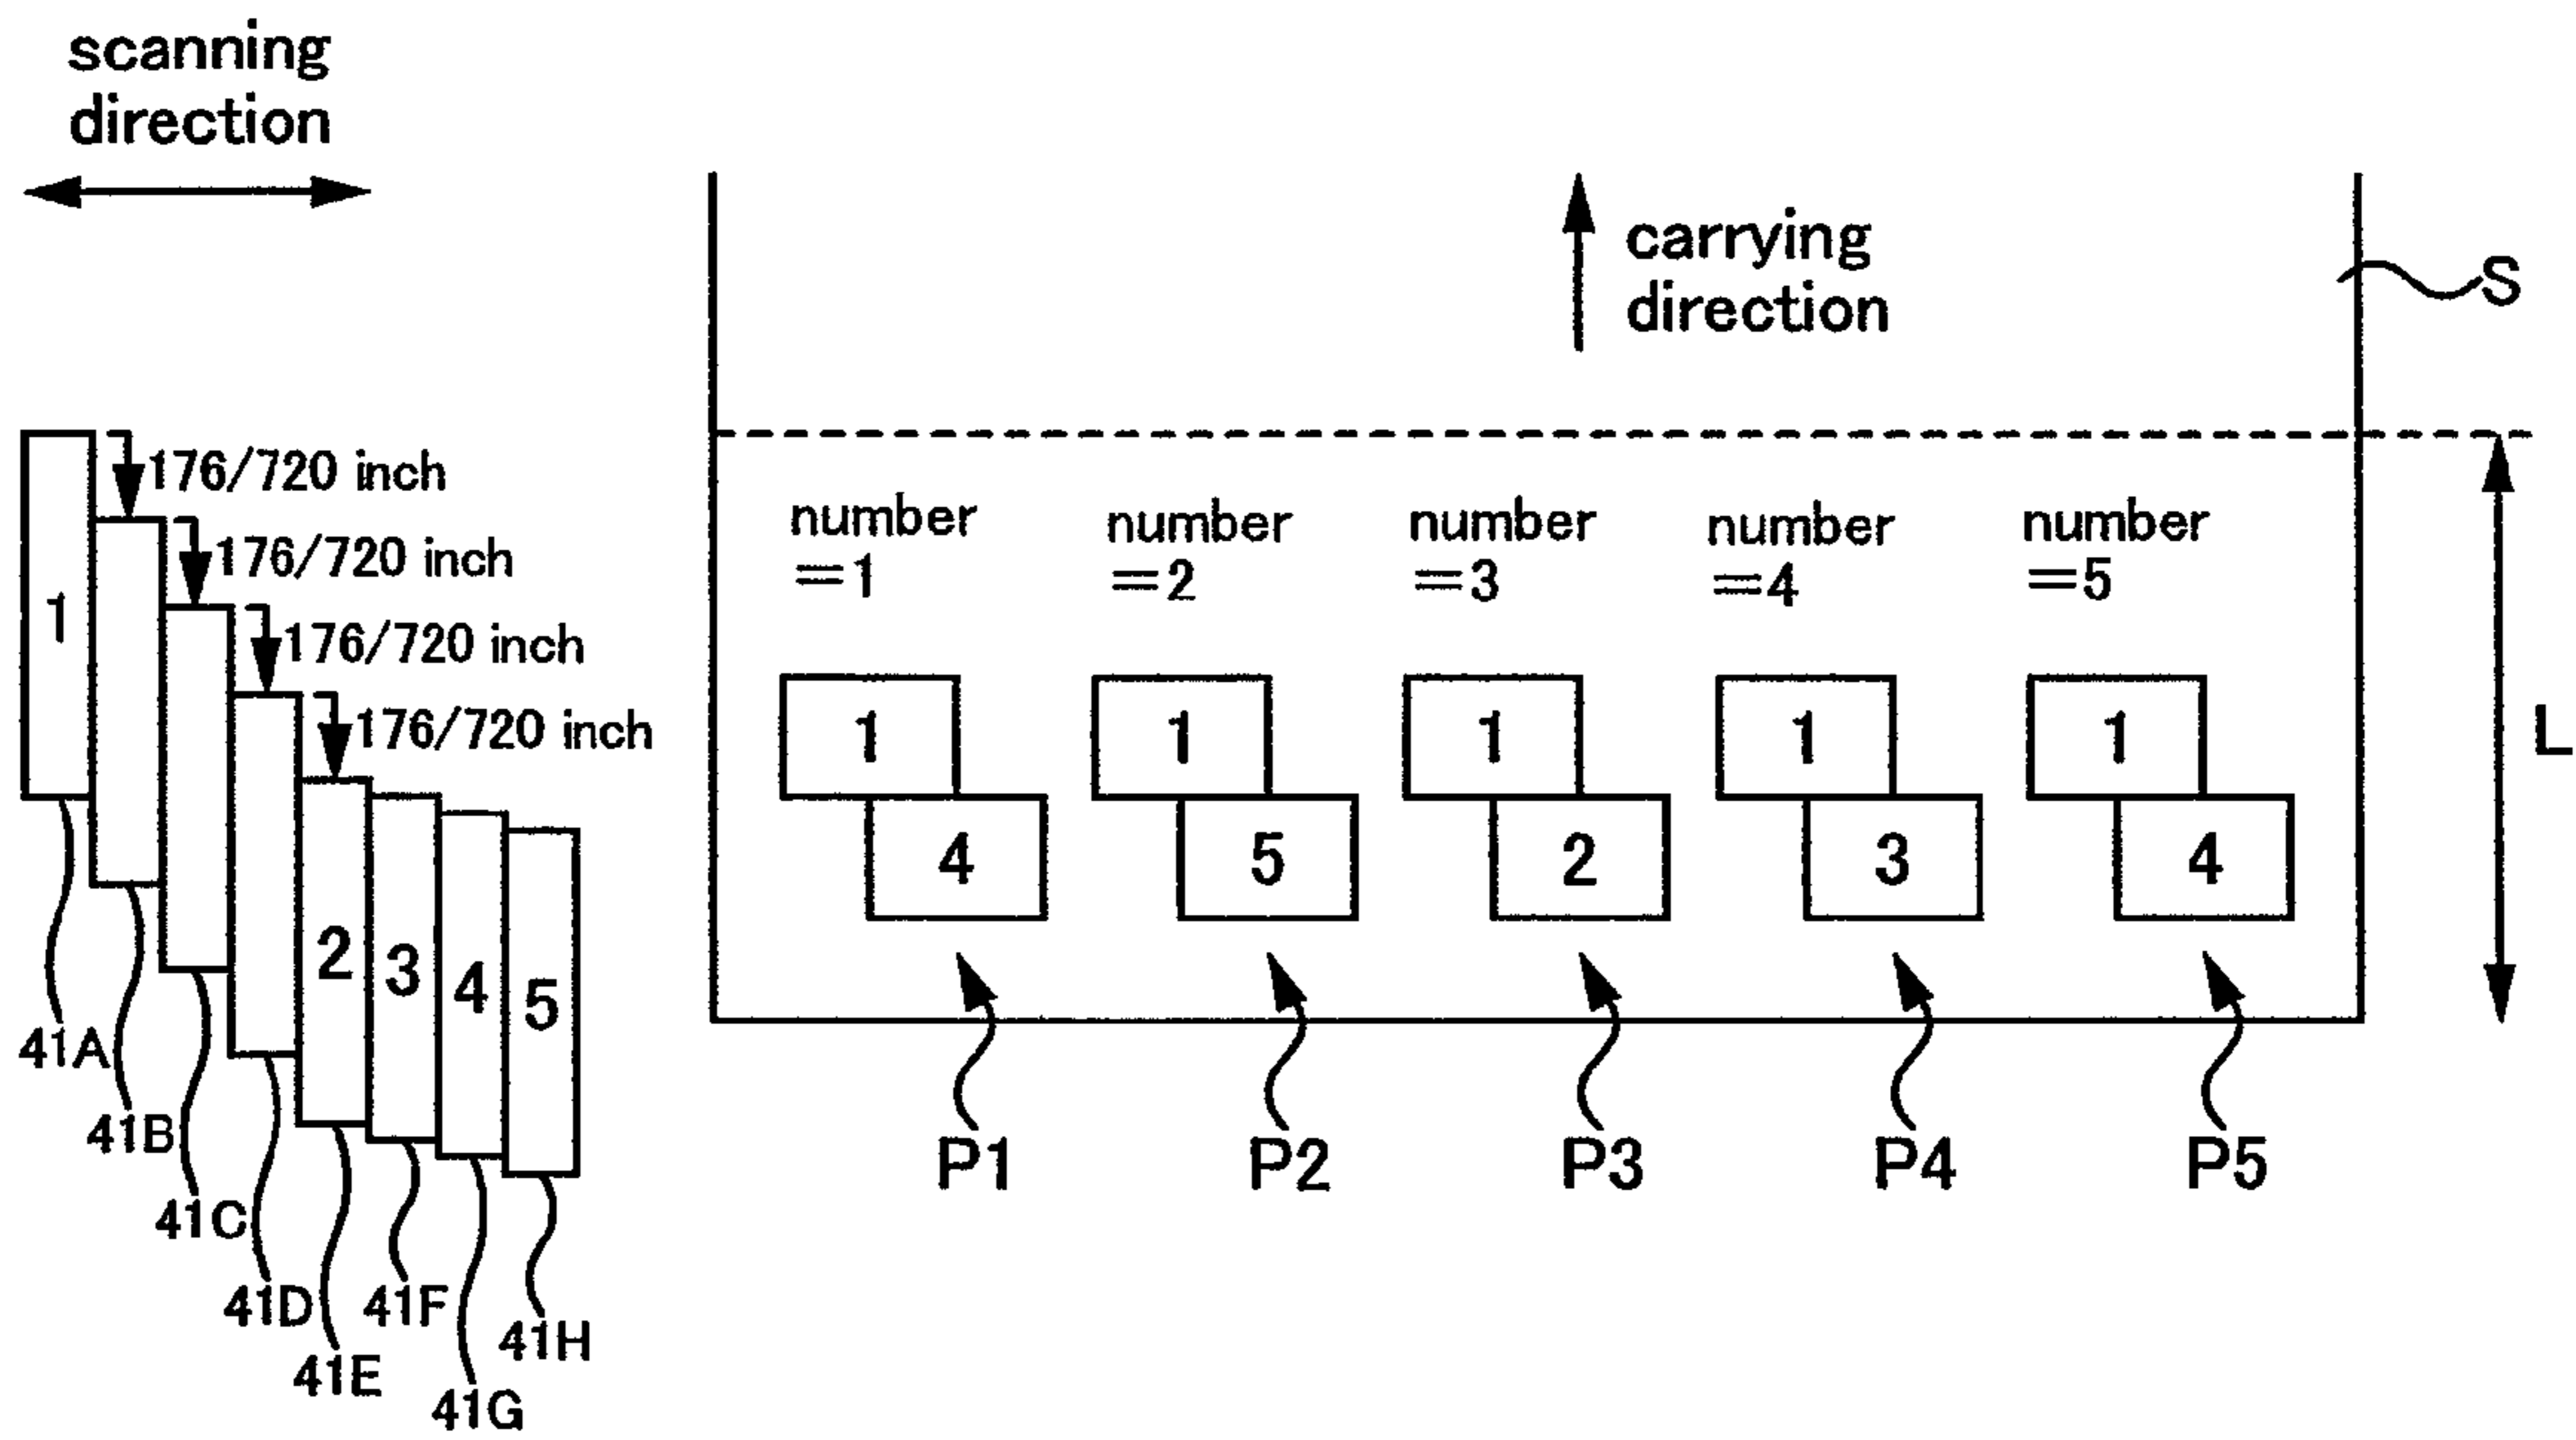 scanning
direction
carrying
direction
S
176/720 inch
176/720 inch
176/720 inch
176/720 inch
number
=1
number
=2
number
=3
number
=4
number
=5
1
2
3
4
5
1
1
1
1
1
4
5
2
3
4
L
41A
41B
41C
41D
41E
41F
41G
41H
P1
P2
P3
P4
P5